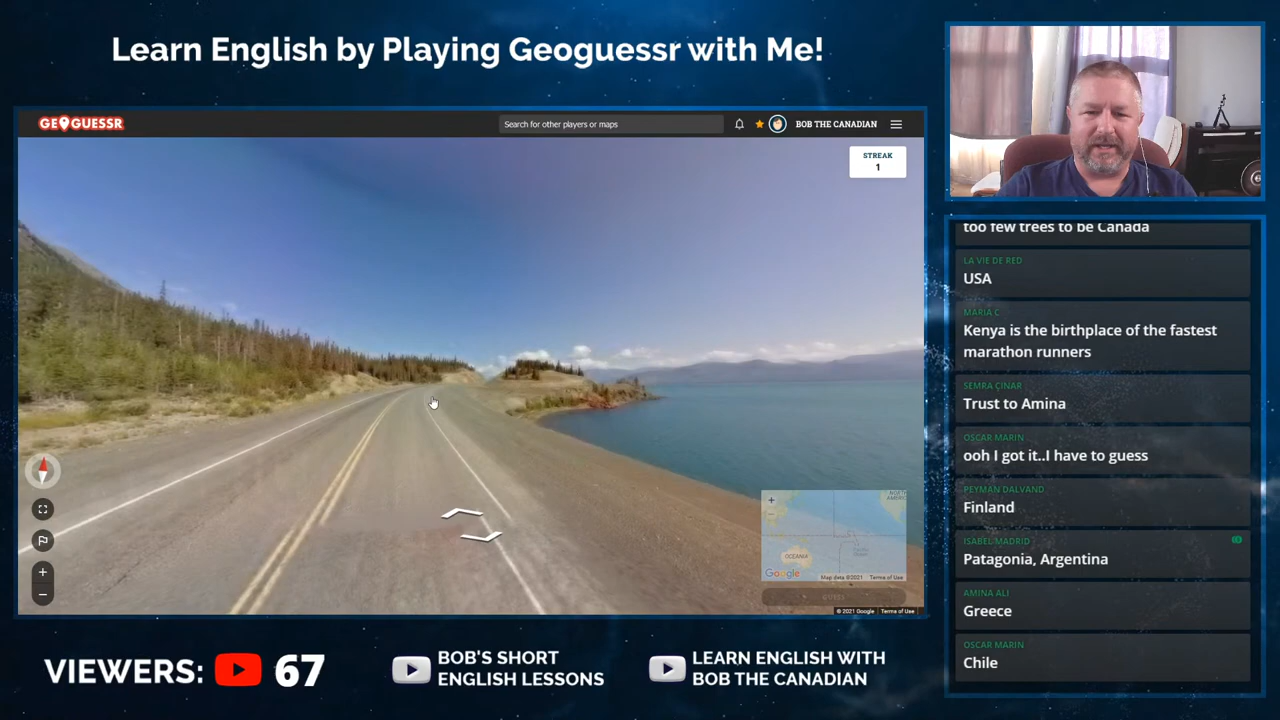 Learn English by Playing Geoguessr with Me!
GEOGUESSR
Search for other players or maps
BOB THE CANADIAN
STREAK
1
too few trees to be Canada
LA VIE DE RED
USA
MARIA C
Kenya is the birthplace of the fastest
marathon runners
SEMRA ÇINAR
Trust to Amina
OSCAR MARIN
ooh I got it..I have to guess
PEYMAN DALVAND
Finland
ISABEL MADRID
Patagonia, Argentina
AMINA ALI
Greece
OSCAR MARIN
Chile
OCEANIA
Google
Map data ©2021
Terms of Use
GUESS
© 2021 Google
Terms of Use
VIEWERS:
67
BOB'S SHORT
ENGLISH LESSONS
LEARN ENGLISH WITH
BOB THE CANADIAN